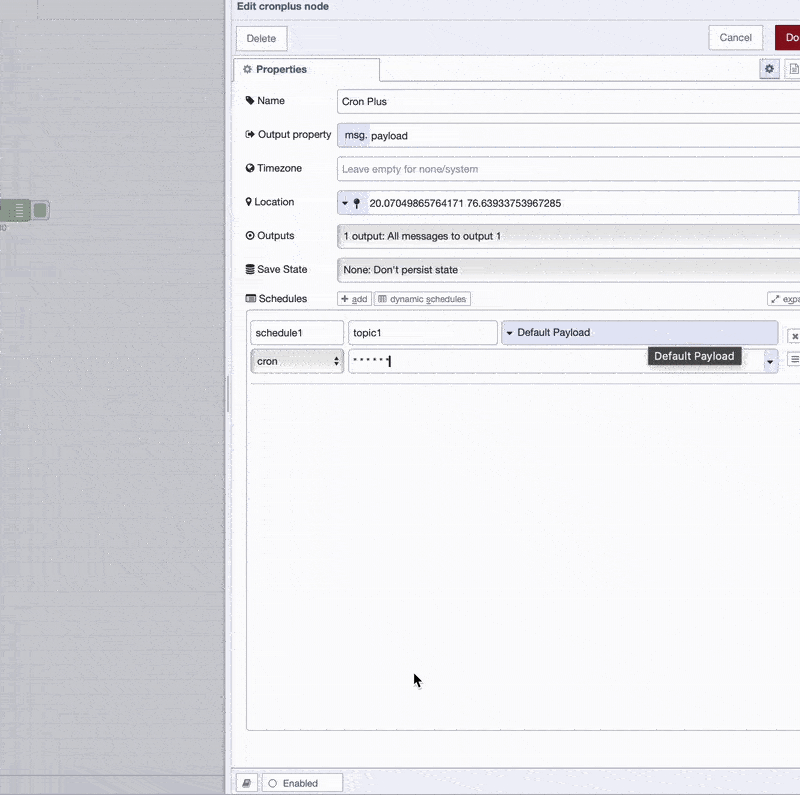 Edit cronplus node
Delete
Cancel
Do
Properties
Name
Cron Plus
Output property
msg. payload
Timezone
Leave empty for none/system
Location
20.07049865764171 76.63933753967285
Outputs
1 output: All messages to output 1
Save State
None: Don't persist state
Schedules
+ add
dynamic schedules
expa
schedule1
topic1
Default Payload
cron
* * * * * *
Default Payload
Enabled